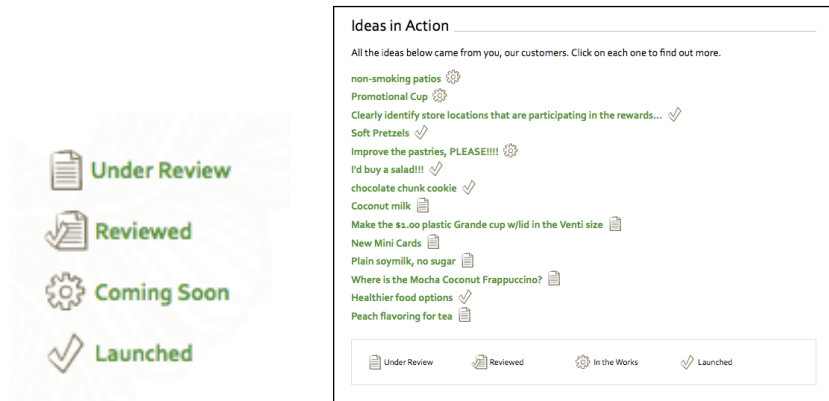 Under Review
Reviewed
Coming Soon
Launched
Ideas in Action
All the ideas below came from you, our customers. Click on each one to find out more.
non-smoking patios
Promotional Cup
Clearly identify store locations that are participating in the rewards...
Soft Pretzels
Improve the pastries, PLEASE!!!!
I'd buy a salad!!!
chocolate chunk cookie
Coconut milk
Make the $1.00 plastic Grande cup w/lid in the Venti size
New Mini Cards
Plain soymilk, no sugar
Where is the Mocha Coconut Frappuccino?
Healthier food options
Peach flavoring for tea
Under Review Reviewed In the Works Launched